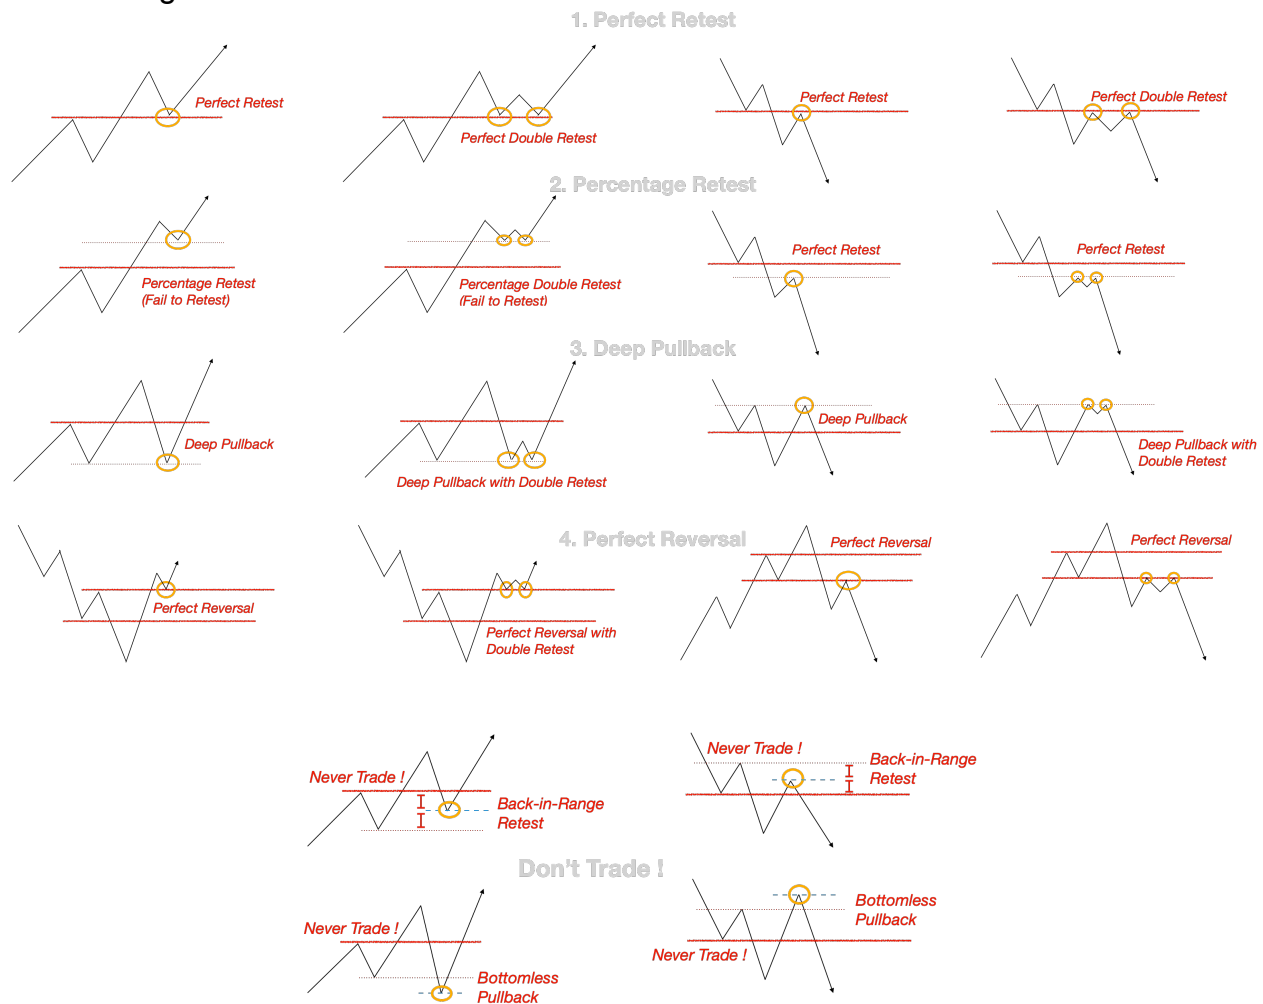 1. Perfect Retest
Perfect Retest
Perfect Double Retest
Perfect Retest
Perfect Double Retest
2. Percentage Retest
Percentage Retest
(Fail to Retest)
Percentage Double Retest
(Fail to Retest)
Perfect Retest
Perfect Retest
3. Deep Pullback
Deep Pullback
Deep Pullback with Double Retest
Deep Pullback
Deep Pullback with
Double Retest
4. Perfect Reversal
Perfect Reversal
Perfect Reversal with
Double Retest
Perfect Reversal
Perfect Reversal
Never Trade !
Back-in-Range
Retest
Never Trade !
Back-in-Range
Retest
Don't Trade !
Never Trade !
Bottomless
Pullback
Never Trade !
Bottomless
Pullback